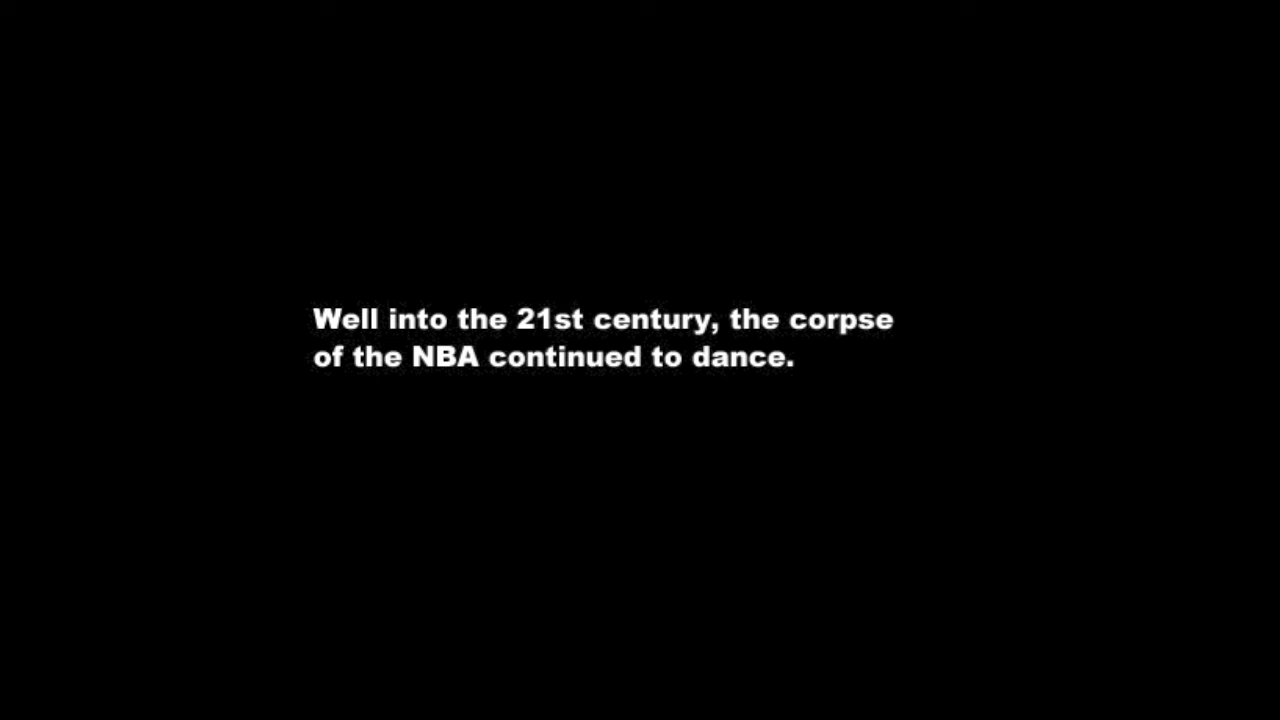 Well into the 21st century, the corpse
of the NBA continued to dance.